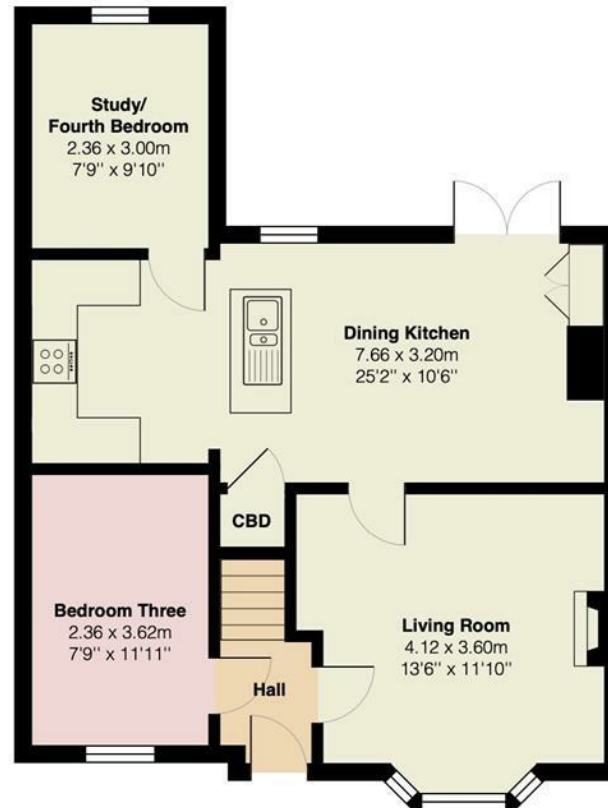 Study/
Fourth Bedroom
2.36 x 3.00m
7'9'' x 9'10''
Dining Kitchen
7.66 x 3.20m
25'2'' x 10'6''
CBD
Bedroom Three
2.36 x 3.62m
7'9'' x 11'11''
Hall
Living Room
4.12 x 3.60m
13'6'' x 11'10''